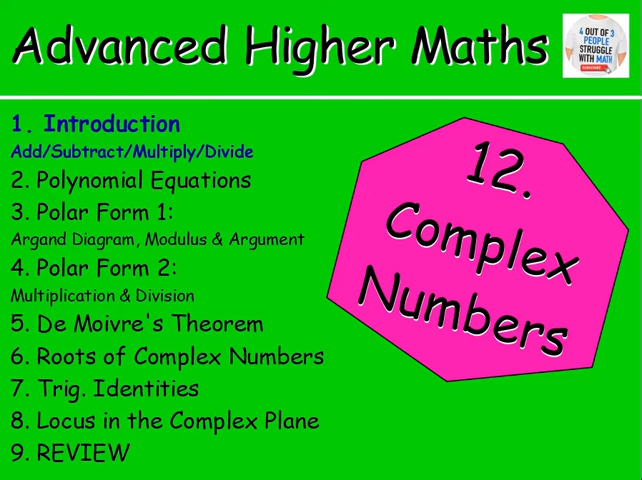 Advanced Higher Maths
4 OUT OF 3
PEOPLE
STRUGGLE
WITH MATH
SUBSCRIBE
1. Introduction
Add/Subtract/Multiply/Divide
2. Polynomial Equations
3. Polar Form 1:
Argand Diagram, Modulus & Argument
4. Polar Form 2:
Multiplication & Division
5. De Moivre's Theorem
6. Roots of Complex Numbers
7. Trig. Identities
8. Locus in the Complex Plane
9. REVIEW
12.
Complex
Numbers